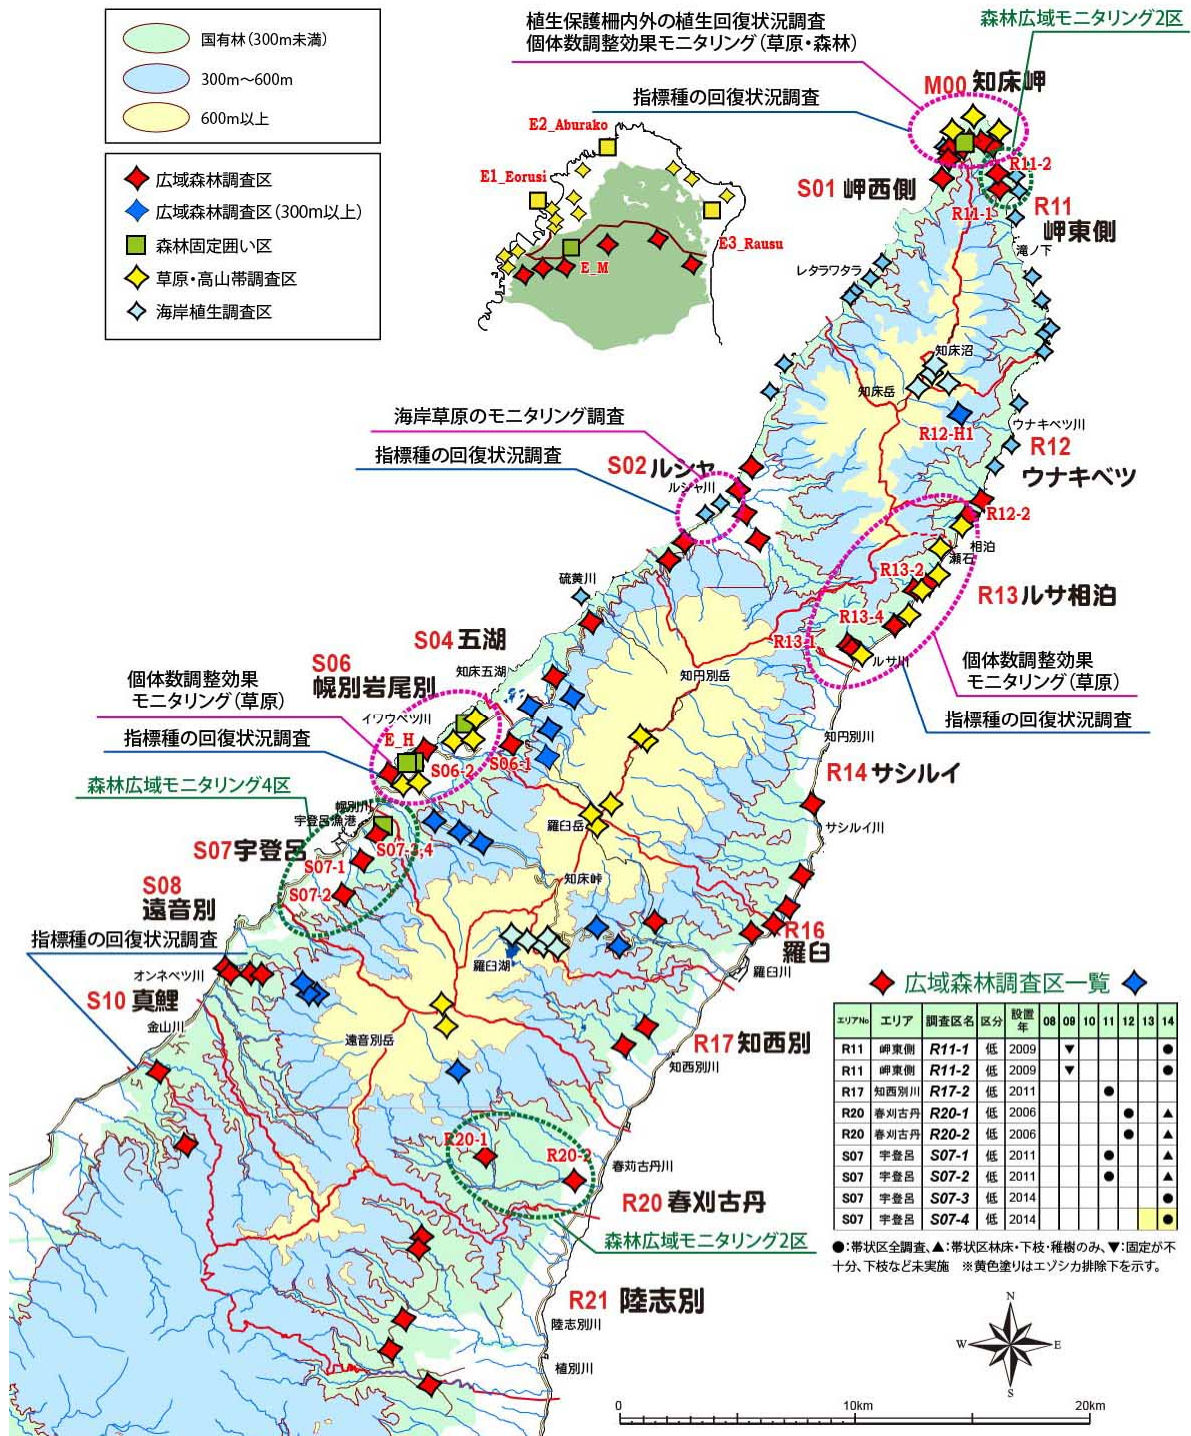 国有林(300m未満)
300m〜600m
600m以上
広域森林調査区
広域森林調査区(300m以上)
森林固定囲い区
草原・高山帯調査区
海岸植生調査区
植生保護柵内外の植生回復状況調査
個体数調整効果モニタリング(草原・森林)
森林広域モニタリング2区
指標種の回復状況調査
M00 知床岬
E2_Aburako
E1_Eorusi
E3_Rausu
E_M
S01 岬西側
R11-2
R11-1
R11
岬東側
滝ノ下
レタラワタラ
知床沼
知床岳
R12-H1
ウナキベツ川
R12
ウナキベツ
海岸草原のモニタリング調査
指標種の回復状況調査
S02 ルシャ
ルシャ川
R12-2
相泊
瀬石
R13-2
R13 ルサ相泊
R13-4
R13-1
ルサ川
硫黄川
S04 五湖
知床五湖
知円別岳
個体数調整効果
モニタリング(草原)
指標種の回復状況調査
S06
幌別岩尾別
個体数調整効果
モニタリング(草原)
イワウベツ川
指標種の回復状況調査
E_H
S06-2
S06-1
知円別川
R14 サシルイ
サシルイ川
森林広域モニタリング4区
幌別川
宇登呂漁港
S07 宇登呂
S07-3,4
S07-1
S07-2
羅臼岳
知床峠
S08
遠音別
指標種の回復状況調査
オンネベツ川
S10 真鯉
金山川
羅臼湖
R16
羅臼
羅臼川
遠音別岳
R17 知西別
知西別川
R20-1
R20-2
春苅古丹川
R20 春刈古丹
森林広域モニタリング2区
R21 陸志別
陸志別川
植別川
広域森林調査区一覧
エリアNo エリア 調査区名 区分 設置年 08 09 10 11 12 13 14
R11 岬東側 R11-1 低 2009 ▼ ●
R11 岬東側 R11-2 低 2009 ▼ ●
R17 知西別川 R17-2 低 2011 ●
R20 春刈古丹 R20-1 低 2006 ● ▲
R20 春刈古丹 R20-2 低 2006 ● ▲
S07 宇登呂 S07-1 低 2011 ● ▲
S07 宇登呂 S07-2 低 2011 ● ▲
S07 宇登呂 S07-3 低 2014 ●
S07 宇登呂 S07-4 低 2014 ●
●:帯状区全調査、▲:帯状区林床・下枝・稚樹のみ、▼:固定が不
十分、下枝など未実施 ※黄色塗りはエゾシカ排除下を示す。
N
W E
S
0 10km 20km